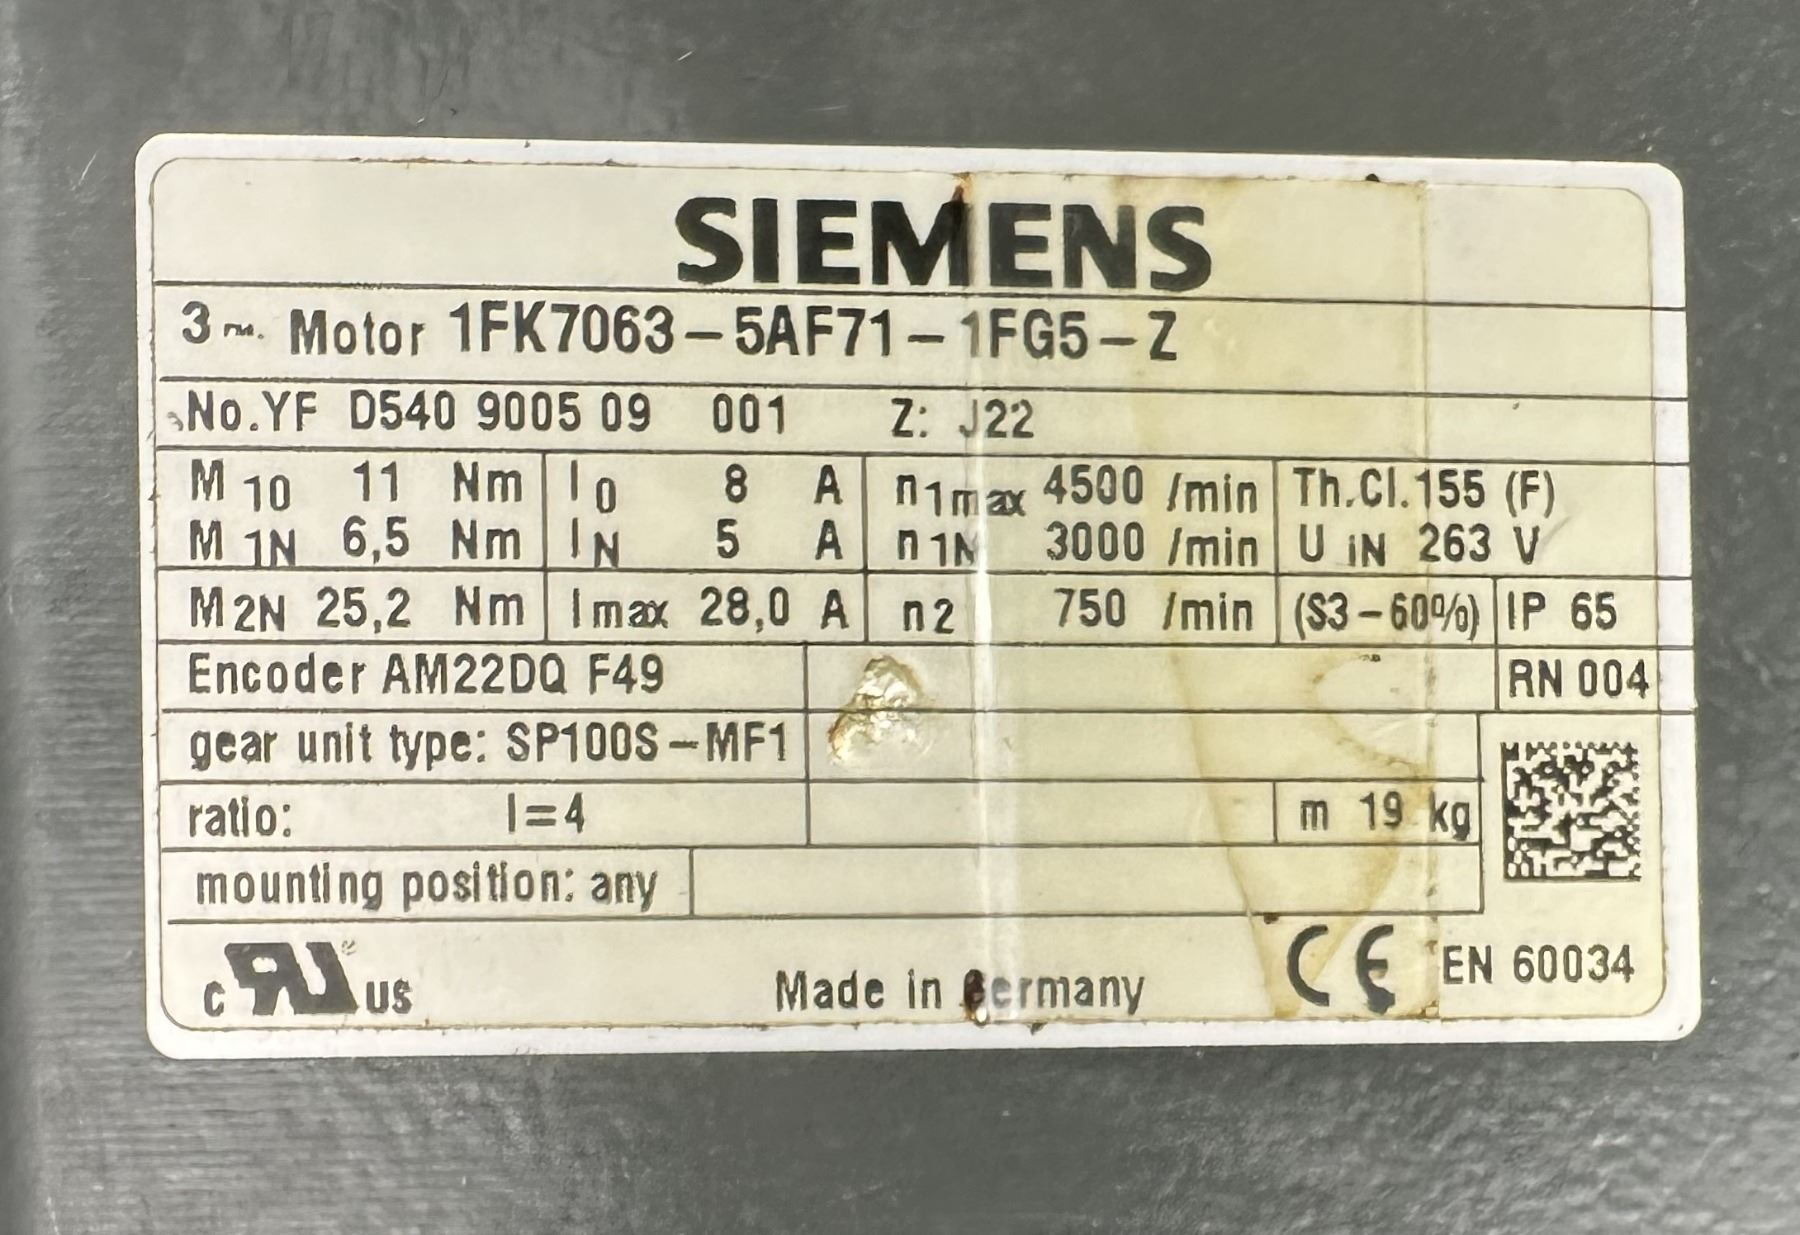 SIEMENS
3~ Motor 1FK7063-5AF71-1FG5-Z
No.YF D540 9005 09 001 Z: J22
M10 11 Nm I0 8 A n1max 4500 /min Th.Cl.155 (F)
M1N 6,5 Nm IN 5 A n1N 3000 /min U iN 263 V
M2N 25,2 Nm Imax 28,0 A n2 750 /min (S3-60%) IP 65
Encoder AM22DQ F49 RN 004
gear unit type: SP100S-MF1
ratio: I=4 m 19 kg
mounting position: any
c RU ® US Made in Germany CE EN 60034